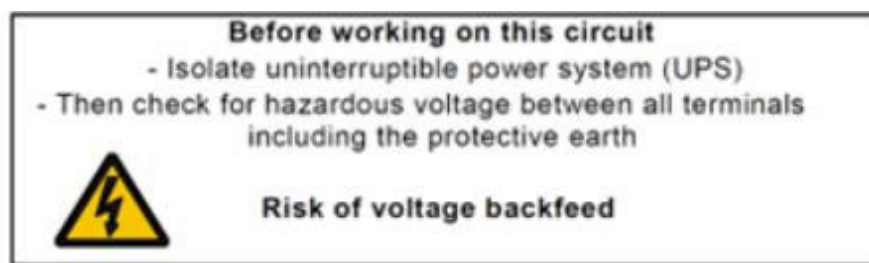 Before working on this circuit
- Isolate uninterruptible power system (UPS)
- Then check for hazardous voltage between all terminals
including the protective earth
Risk of voltage backfeed